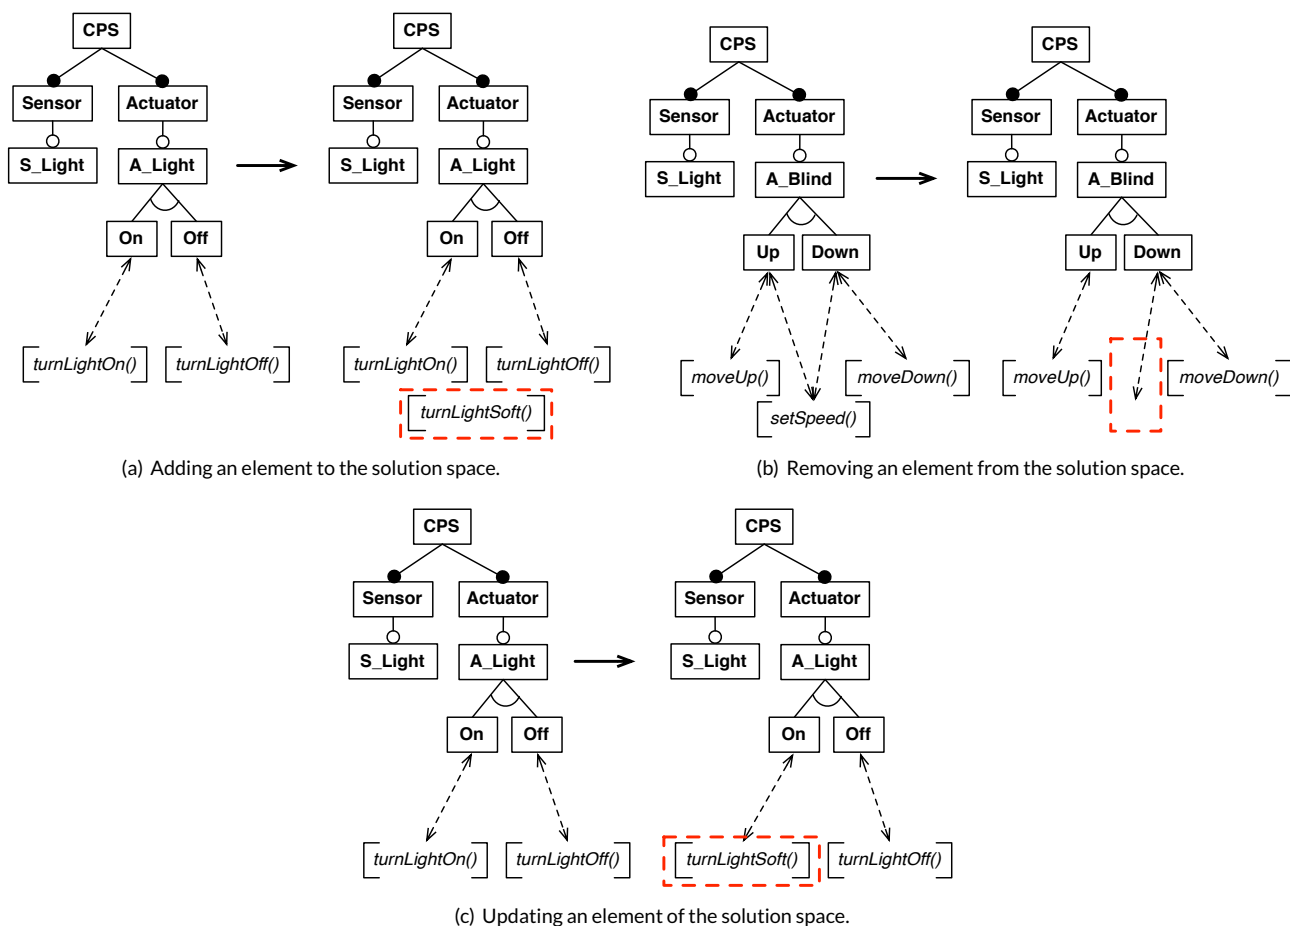 CPS
Sensor Actuator
S_Light A_Light
On Off
turnLightOn() turnLightOff()
CPS
Sensor Actuator
S_Light A_Light
On Off
turnLightOn() turnLightOff()
turnLightSoft()
(a) Adding an element to the solution space.
CPS
Sensor Actuator
S_Light A_Blind
Up Down
moveUp() moveDown()
setSpeed()
CPS
Sensor Actuator
S_Light A_Blind
Up Down
moveUp() moveDown()
(b) Removing an element from the solution space.
CPS
Sensor Actuator
S_Light A_Light
On Off
turnLightOn() turnLightOff()
CPS
Sensor Actuator
S_Light A_Light
On Off
turnLightSoft() turnLightOff()
(c) Updating an element of the solution space.